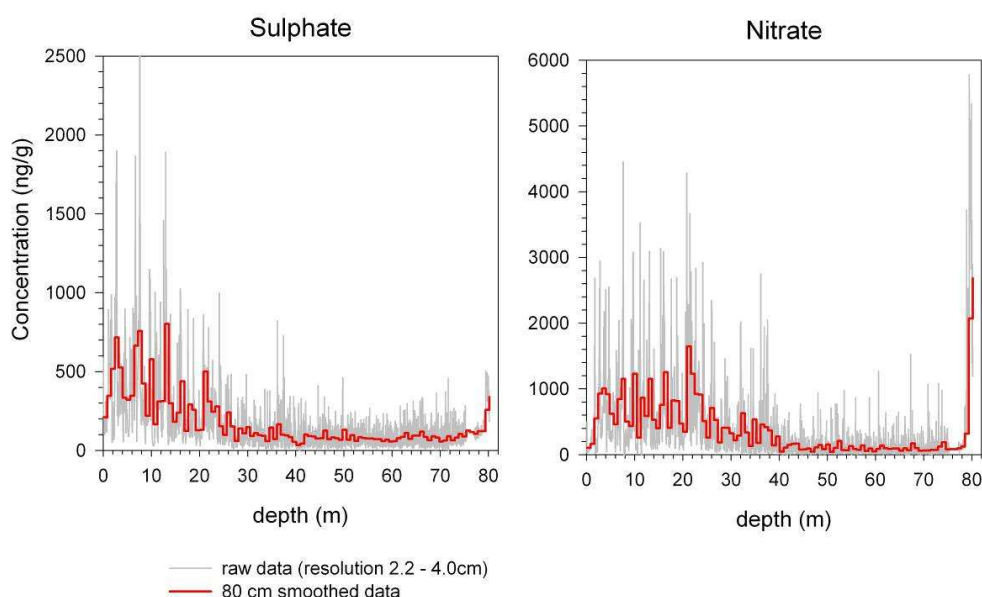 Sulphate
Nitrate
Concentration (ng/g)
2500
2000
1500
1000
500
0
0 10 20 30 40 50 60 70 80
depth (m)
6000
5000
4000
3000
2000
1000
0
0 10 20 30 40 50 60 70 80
depth (m)
raw data (resolution 2.2 - 4.0cm)
80 cm smoothed data